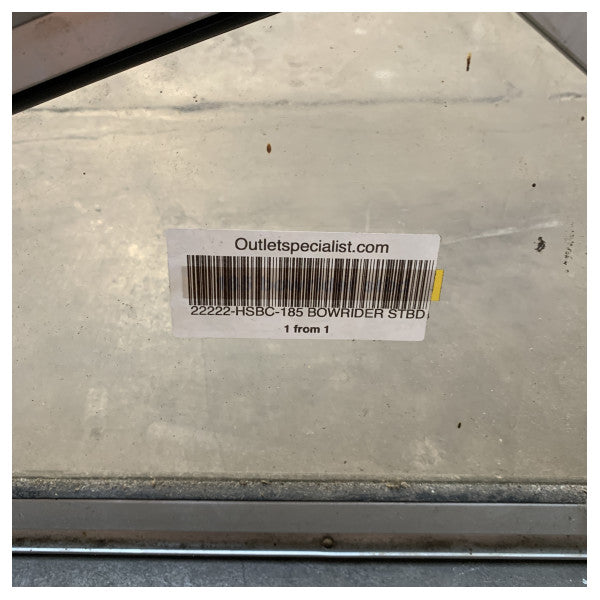 Outletspecialist.com
22222-HSBC-185 BOWRIDER STBD
1 from 1